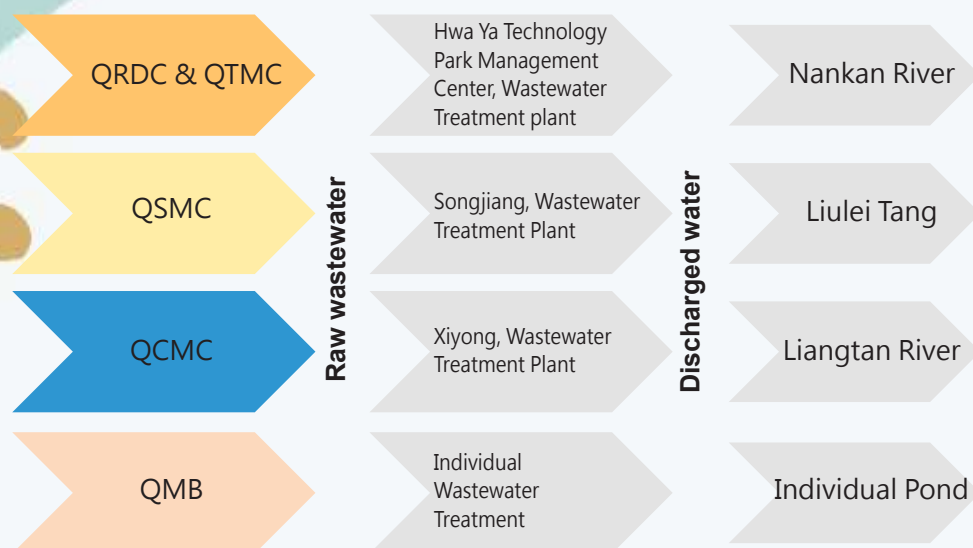 QRDC & QTMC
Hwa Ya Technology
Park Management
Center, Wastewater
Treatment plant
Nankan River
QSMC
Songjiang, Wastewater
Treatment Plant
Liulei Tang
Raw wastewater
Discharged water
QCMC
Xiyong, Wastewater
Treatment Plant
Liangtan River
QMB
Individual
Wastewater
Treatment
Individual Pond